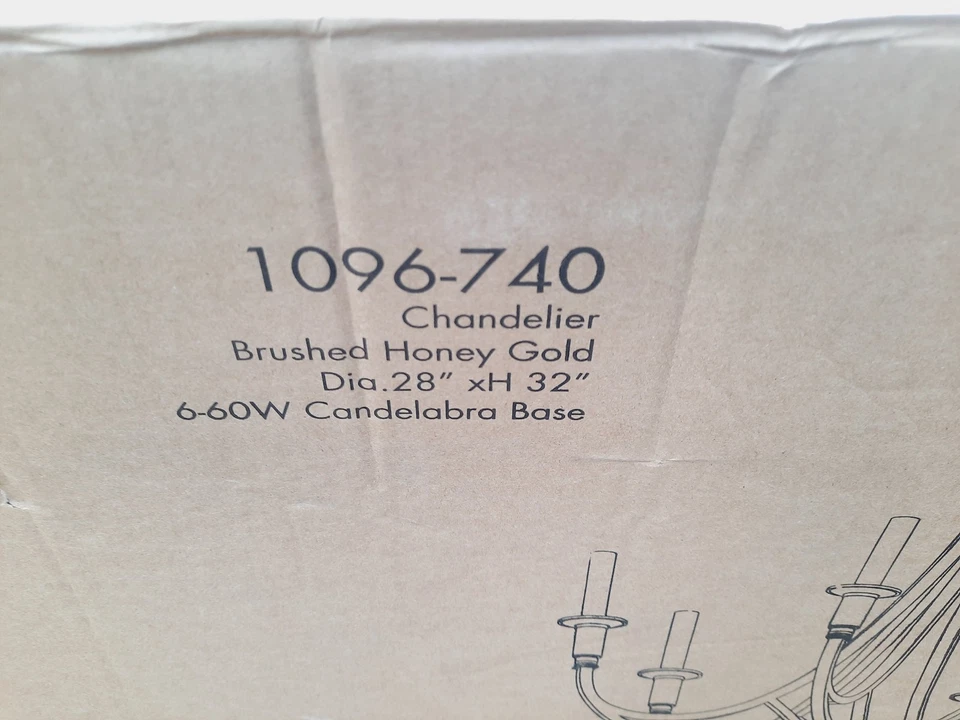 1096-740
Chandelier
Brushed Honey Gold
Dia.28” xH 32”
6-60W Candelabra Base